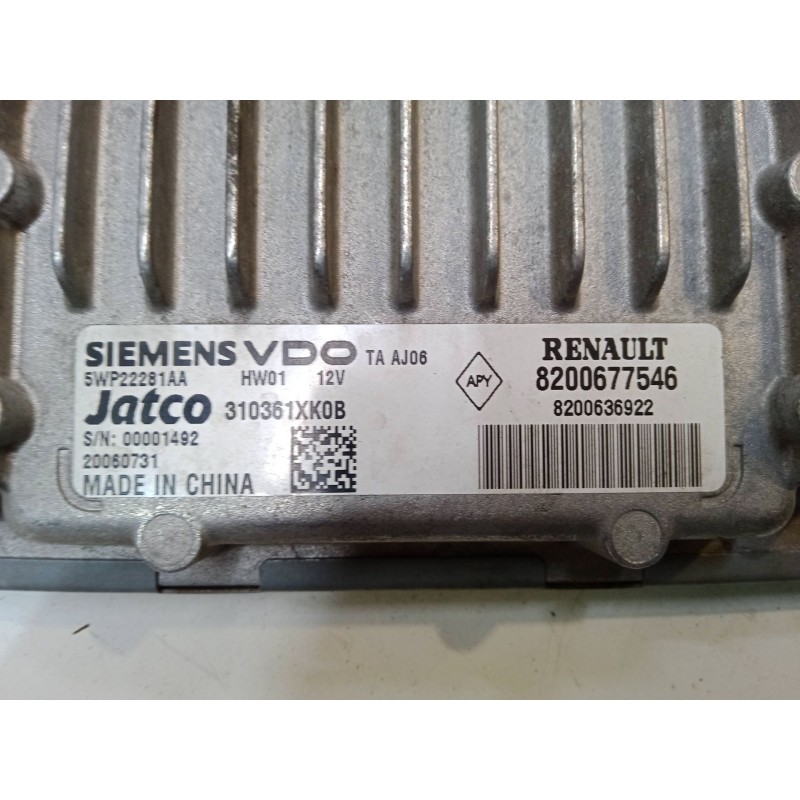 SIEMENS VDO TA AJ06
5WP22281AA HW01 12V
Jatco 310361XK0B
S/N: 00001492
20060731
MADE IN CHINA
APY
RENAULT
8200677546
8200636922